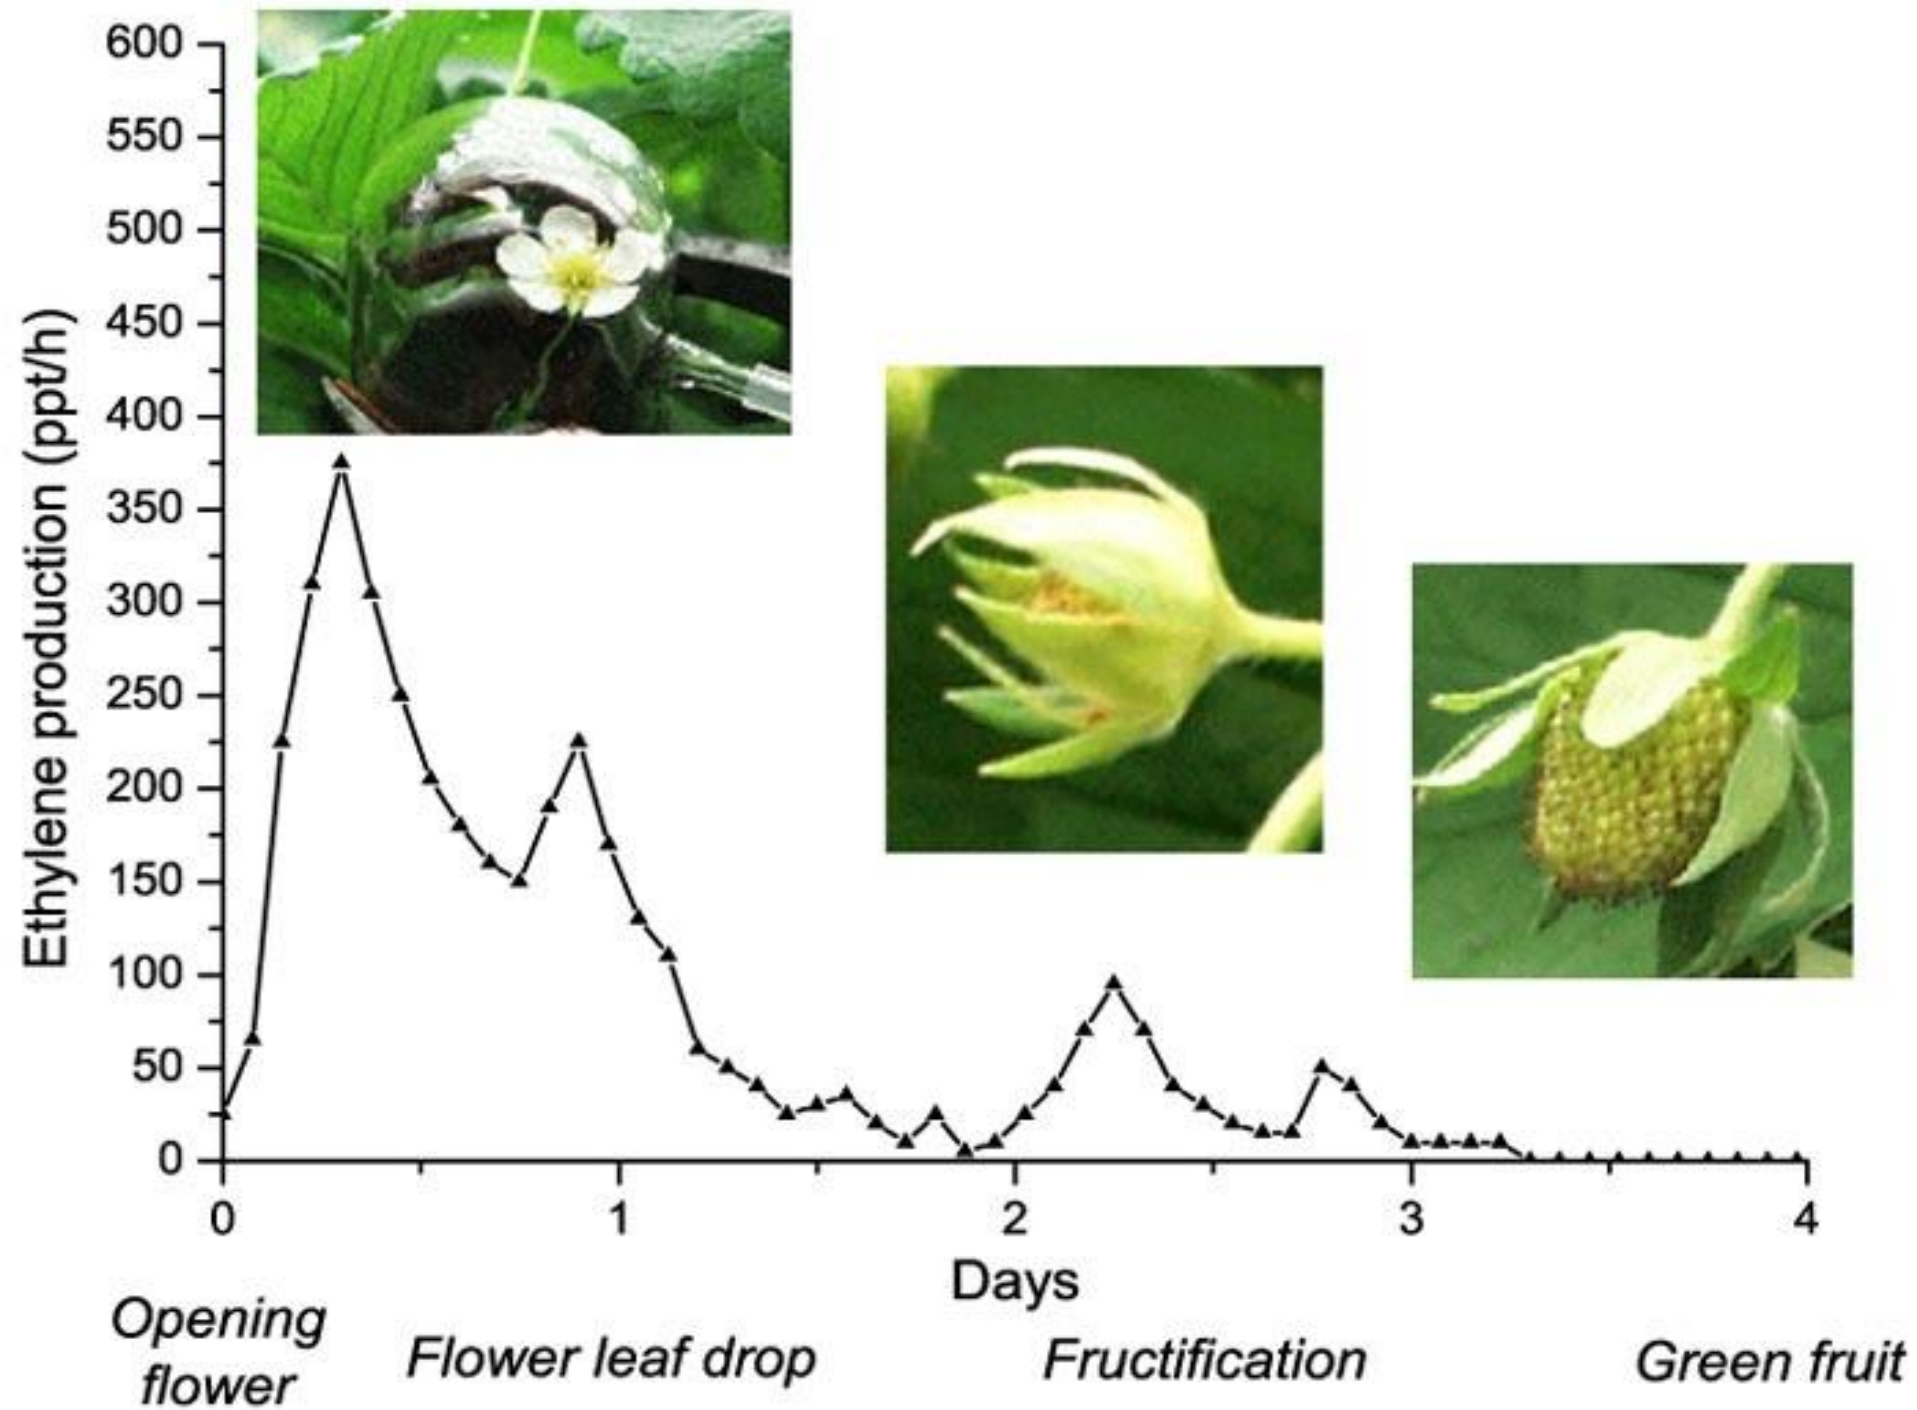 600
550
500
450
400
350
300
250
200
150
100
50
0
Ethylene production (ppt/h)
0 1 2 3 4
Days
Opening
flower
Flower leaf drop
Fructification
Green fruit